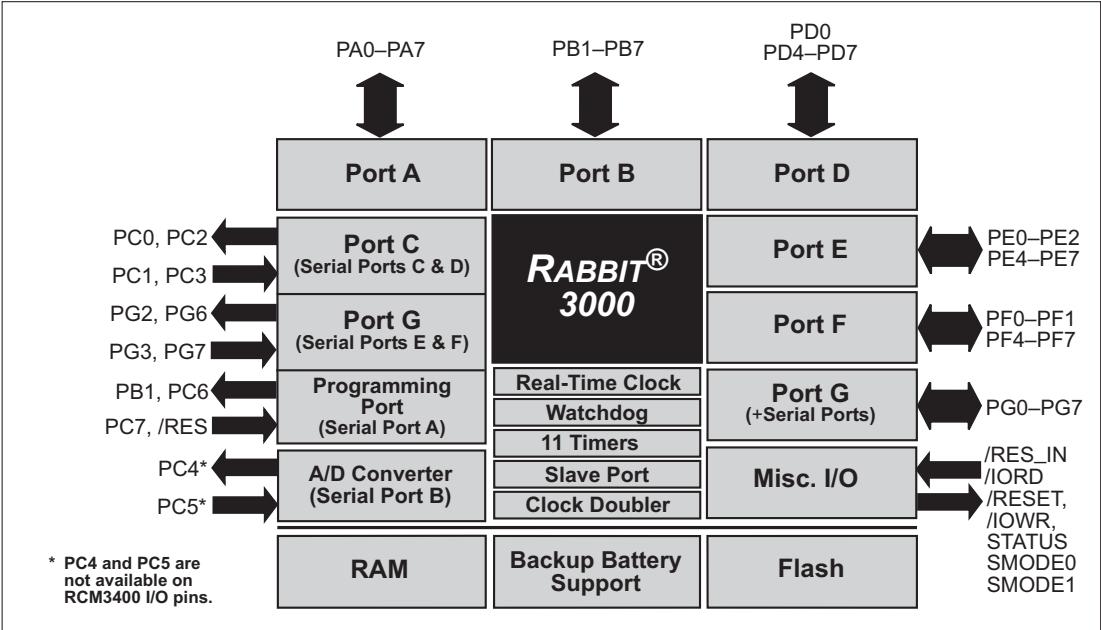 PA0–PA7
PB1–PB7
PD0
PD4–PD7
Port A
Port B
Port D
PC0, PC2
PC1, PC3
Port C
(Serial Ports C & D)
RABBIT®
3000
Port E
PE0–PE2
PE4–PE7
PG2, PG6
PG3, PG7
Port G
(Serial Ports E & F)
Port F
PF0–PF1
PF4–PF7
PB1, PC6
PC7, /RES
Programming
Port
(Serial Port A)
Real-Time Clock
Watchdog
11 Timers
Slave Port
Clock Doubler
Port G
(+Serial Ports)
PG0–PG7
PC4*
PC5*
A/D Converter
(Serial Port B)
Misc. I/O
/RES_IN
/IORD
/RESET,
/IOWR,
STATUS
SMODE0
SMODE1
* PC4 and PC5 are
not available on
RCM3400 I/O pins.
RAM
Backup Battery
Support
Flash